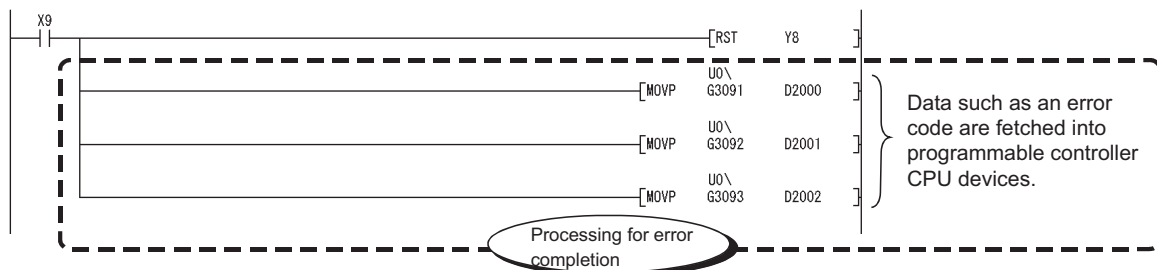 X9
[RST Y8 ]
U0\
[MOVP G3091 D2000 ]
U0\
[MOVP G3092 D2001 ]
U0\
[MOVP G3093 D2002 ]
Data such as an error
code are fetched into
programmable controller
CPU devices.
Processing for error
completion